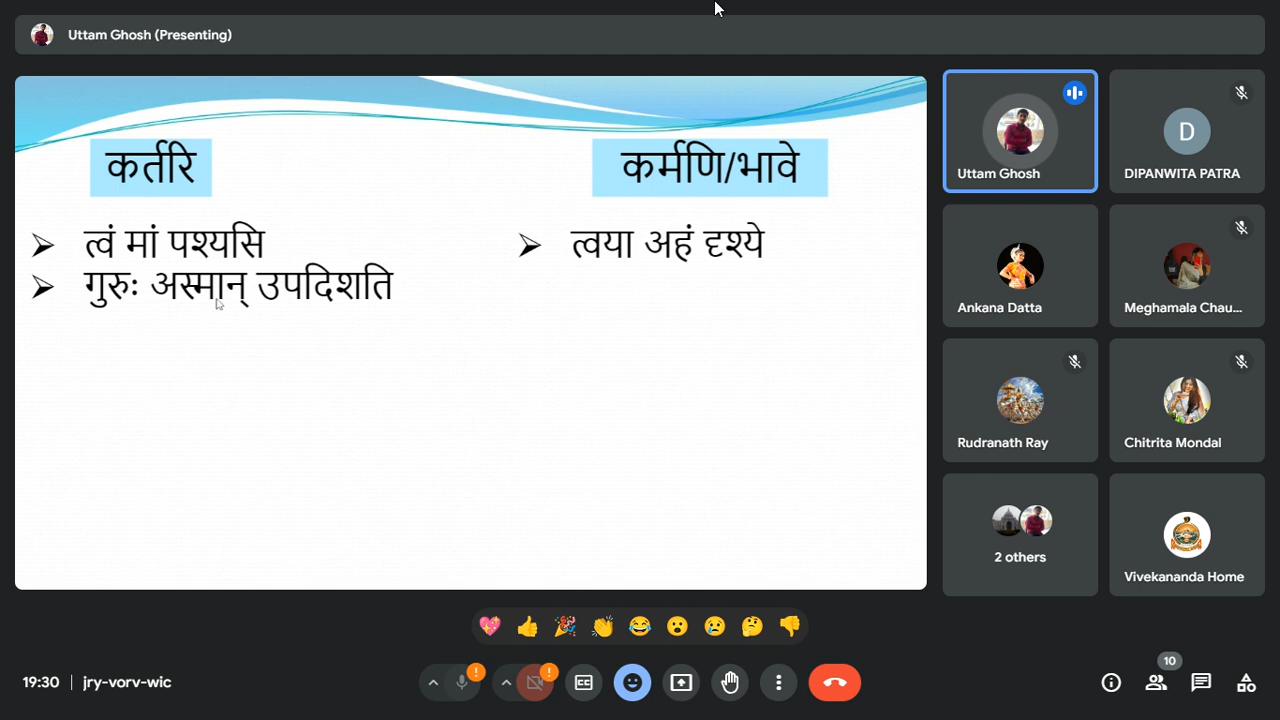 Uttam Ghosh (Presenting)
कर्तरि
कर्मणि/भावे
त्वं मां पश्यसि
त्वया अहं दृश्ये
गुरुः अस्मान् उपदिशति
Uttam Ghosh
D
DIPANWITA PATRA
Ankana Datta
Meghamala Chau...
Rudranath Ray
Chitrita Mondal
2 others
Vivekananda Home
19:30 | jry-vorv-wic
10